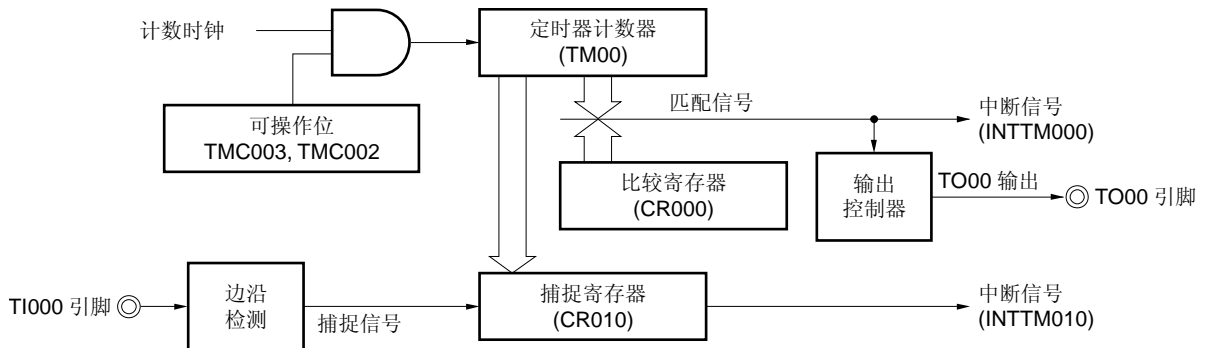 计数时钟
定时器计数器
(TM00)
可操作位
TMC003, TMC002
匹配信号
中断信号
(INTTM000)
比较寄存器
(CR000)
输出
控制器
TO00 输出
TO00 引脚
TI000 引脚
边沿
检测
捕捉信号
捕捉寄存器
(CR010)
中断信号
(INTTM010)